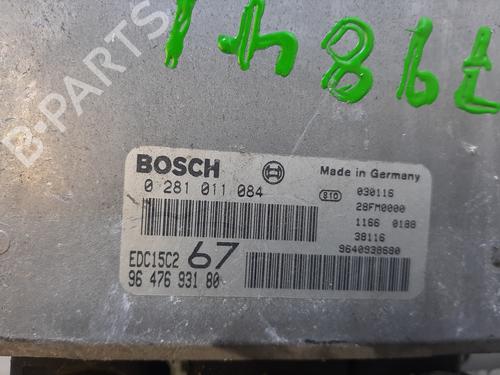 B-PARTS
BOSCH
Made in Germany
0 281 011 084
S10
030116
28FM0000
1166 0188
38116
9640938680
EDC15C2 67
96 476 931 80